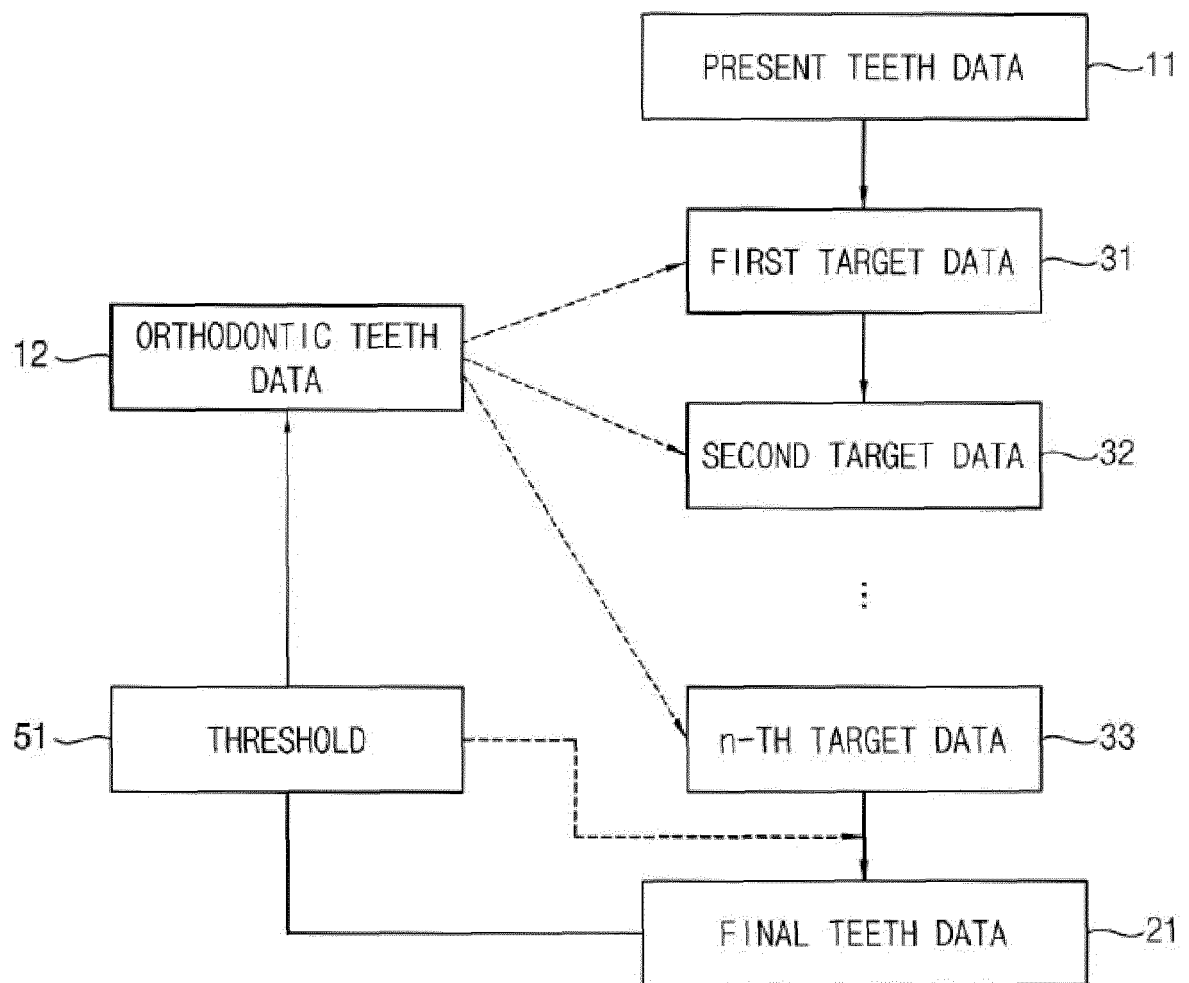 PRESENT TEETH DATA
11
FIRST TARGET DATA
31
ORTHODONTIC TEETH
DATA
12
SECOND TARGET DATA
32
⋮
THRESHOLD
51
n-TH TARGET DATA
33
FINAL TEETH DATA
21